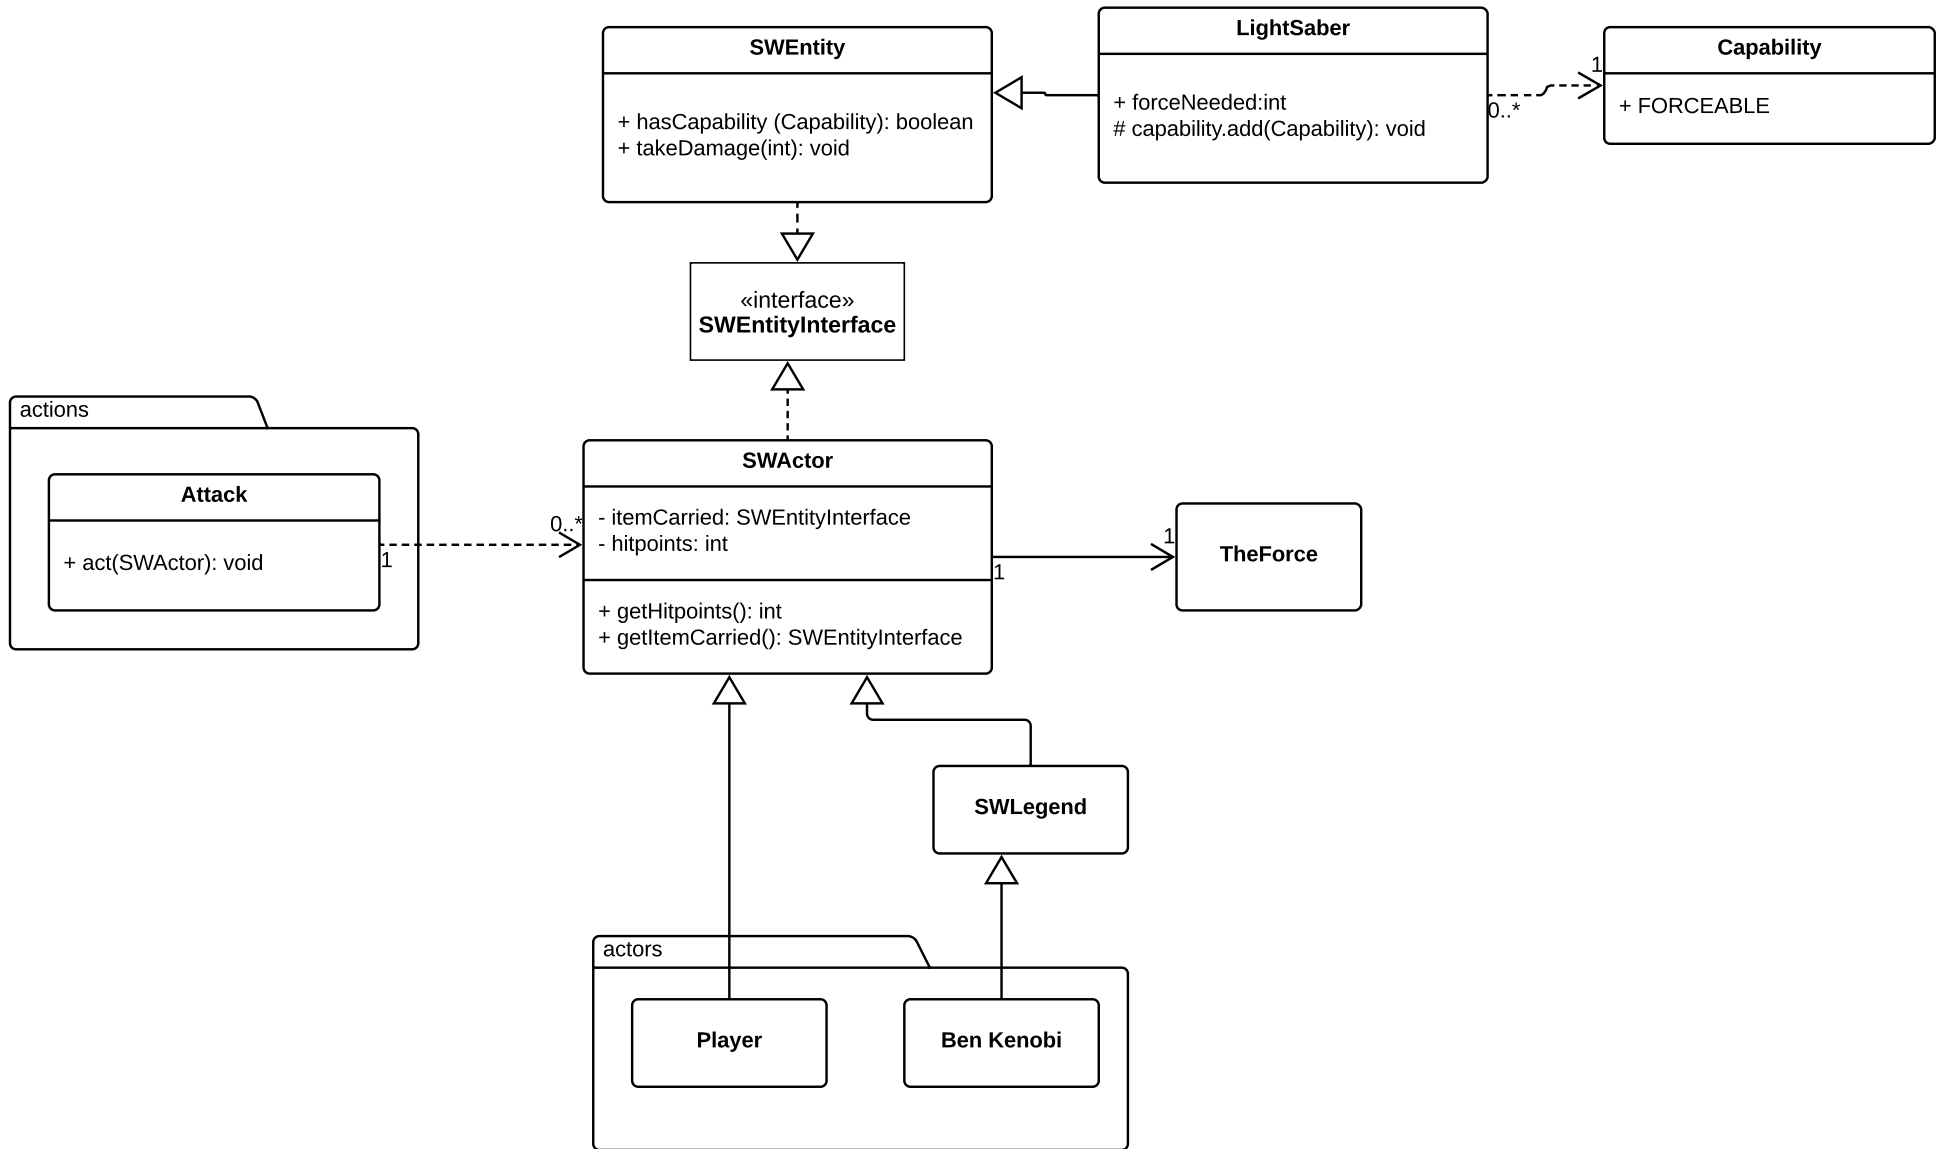 SWEntity
+ hasCapability (Capability): boolean
+ takeDamage(int): void
LightSaber
+ forceNeeded:int
# capability.add(Capability): void
0..*
1
Capability
+ FORCEABLE
«interface»
SWEntityInterface
actions
Attack
+ act(SWActor): void
1
0..*
SWActor
- itemCarried: SWEntityInterface
- hitpoints: int
+ getHitpoints(): int
+ getItemCarried(): SWEntityInterface
1
1
TheForce
SWLegend
actors
Player
Ben Kenobi